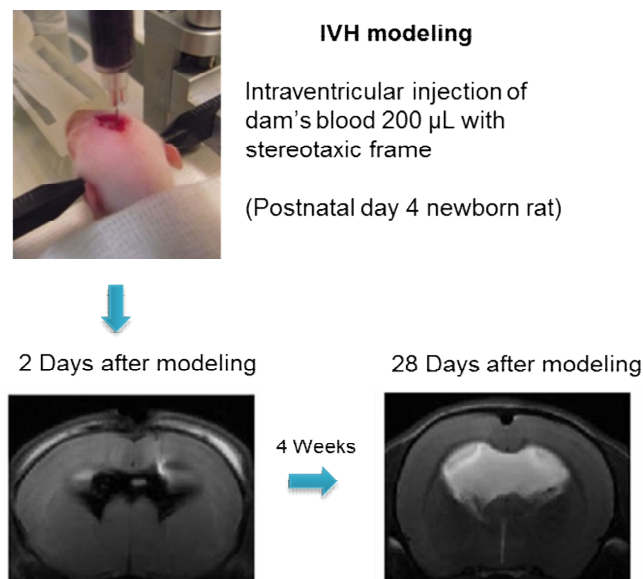 IVH modeling
Intraventricular injection of
dam's blood 200 µL with
stereotaxic frame
(Postnatal day 4 newborn rat)
2 Days after modeling
28 Days after modeling
4 Weeks